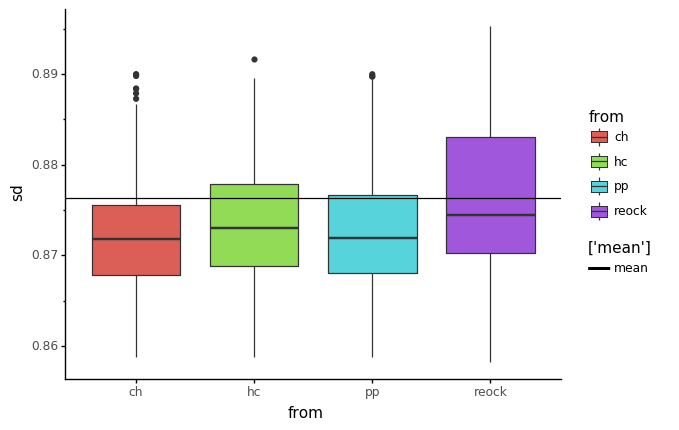 0.89
0.88
0.87
0.86
sd
ch
hc
pp
reock
from
from
ch
hc
pp
reock
['mean']
mean